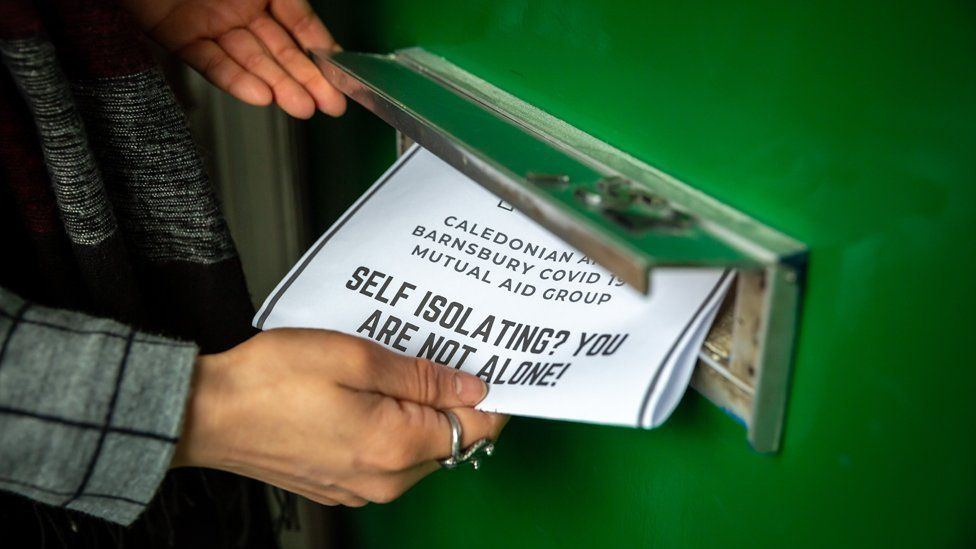 CALEDONIAN
BARNSBURY COVID 19
MUTUAL AID GROUP
SELF ISOLATING? YOU
ARE NOT ALONE!